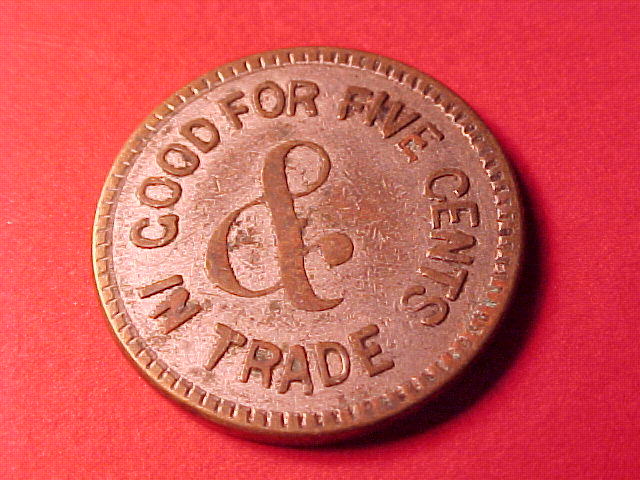 GOOD FOR FIVE CENTS
IN TRADE
&